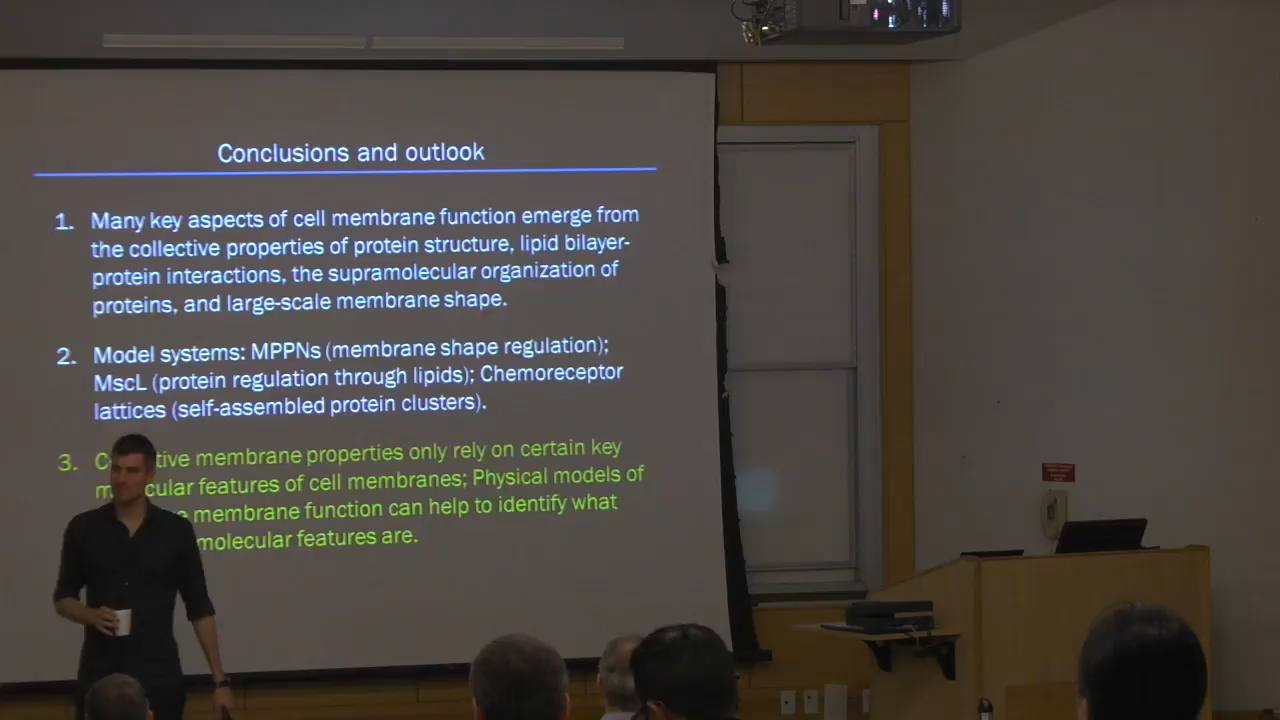 Conclusions and outlook
1. Many key aspects of cell membrane function emerge from
the collective properties of protein structure, lipid bilayer-
protein interactions, the supramolecular organization of
proteins, and large-scale membrane shape.
2. Model systems: MPPNs (membrane shape regulation);
MscL (protein regulation through lipids); Chemoreceptor
lattices (self-assembled protein clusters).
3. C tive membrane properties only rely on certain key
m cular features of cell membranes; Physical models of
membrane function can help to identify what
molecular features are.